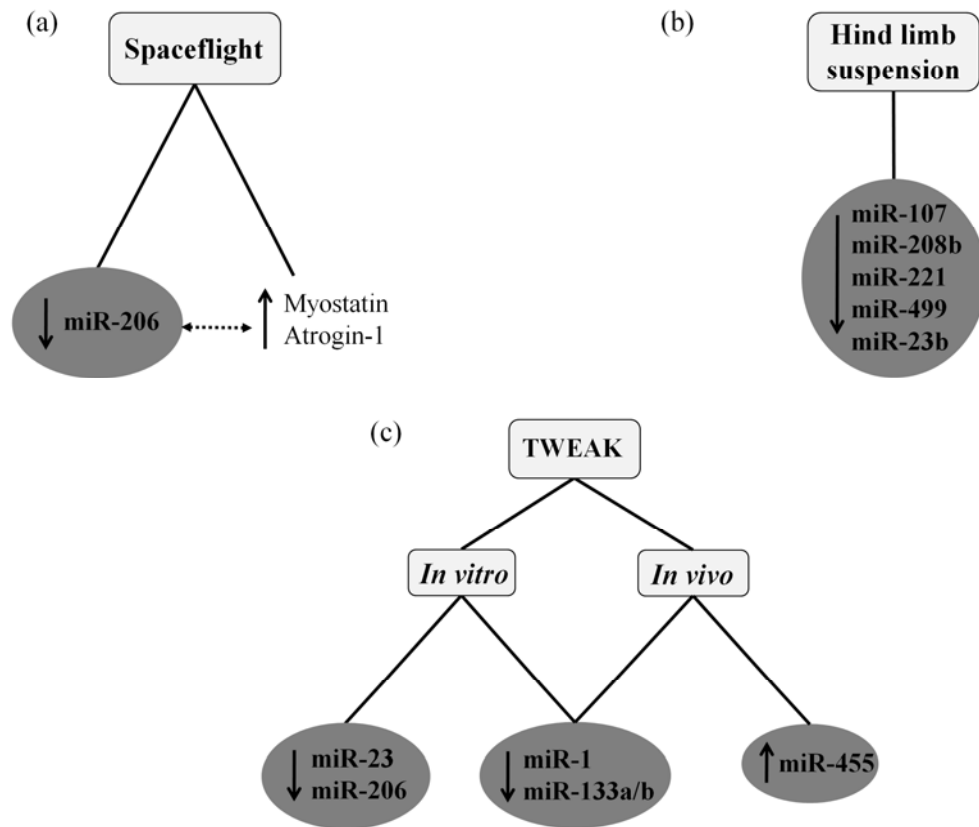 (a)
Spaceflight
↓ miR-206
↑ Myostatin
Atrogin-1
(b)
Hind limb
suspension
↓ miR-107
miR-208b
miR-221
miR-499
miR-23b
(c)
TWEAK
In vitro
In vivo
↓ miR-23
miR-206
↓ miR-1
miR-133a/b
↑ miR-455